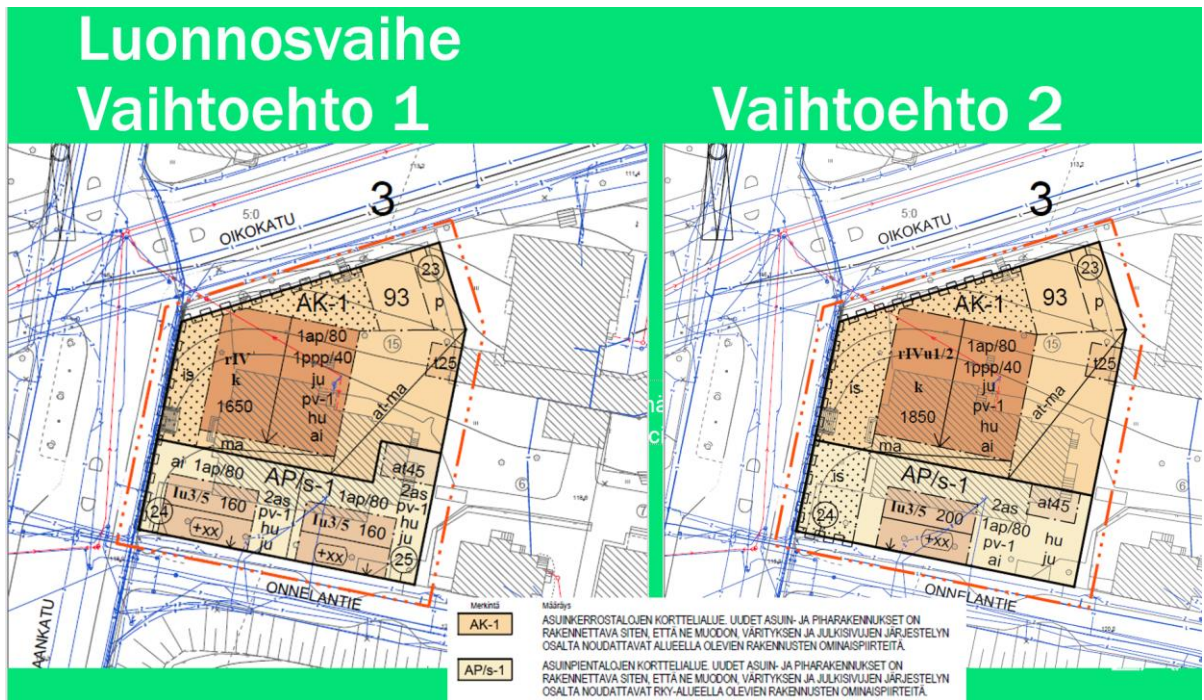 Luonnosvaihe
Vaihtoehto 1
Vaihtoehto 2
3
5:0
OIKOKATU
23
AK-1
93
p
15
1ap/80
rIV
1ppp/40
k
ju
t25
is
pv-1
1650
hu
at-ma
ai
ma
AP/s-1
at45
ai 1ap/80
1ap/80
2as
2as
pv-1
Iu3/5 160
pv-1
hu
24
hu
Iu3/5 160
ju
+xx
ju
+xx
25
6
ONNELANTIE
AANKATU
3
5:0
OIKOKATU
23
AK-1
93
p
15
1ap/80
rIVu1/2
1ppp/40
k
ju
t25
is
pv-1
1850
hu
at-ma
ai
ma
AP/s-1
is
at45
2as
Iu3/5 200
1ap/80
hu
24
+xx
pv-1
ju
ai
6
ONNELANTIE
Merkintä
Määräys
AK-1
ASUINKERROSTALOJEN KORTTELIALUE. UUDET ASUIN- JA PIHARAKENNUKSET ON
RAKENNETTAVA SITEN, ETTÄ NE MUODON, VÄRITYKSEN JA JULKISIVUJEN JÄRJESTELYN
OSALTA NOUDATTAVAT ALUEELLA OLEVIEN RAKENNUSTEN OMINAISPIIRTEITÄ.
AP/s-1
ASUINPIENTALOJEN KORTTELIALUE. UUDET ASUIN- JA PIHARAKENNUKSET ON
RAKENNETTAVA SITEN, ETTÄ NE MUODON, VÄRITYKSEN JA JULKISIVUJEN JÄRJESTELYN
OSALTA NOUDATTAVAT RKY-ALUEELLA OLEVIEN RAKENNUSTEN OMINAISPIIRTEITÄ.